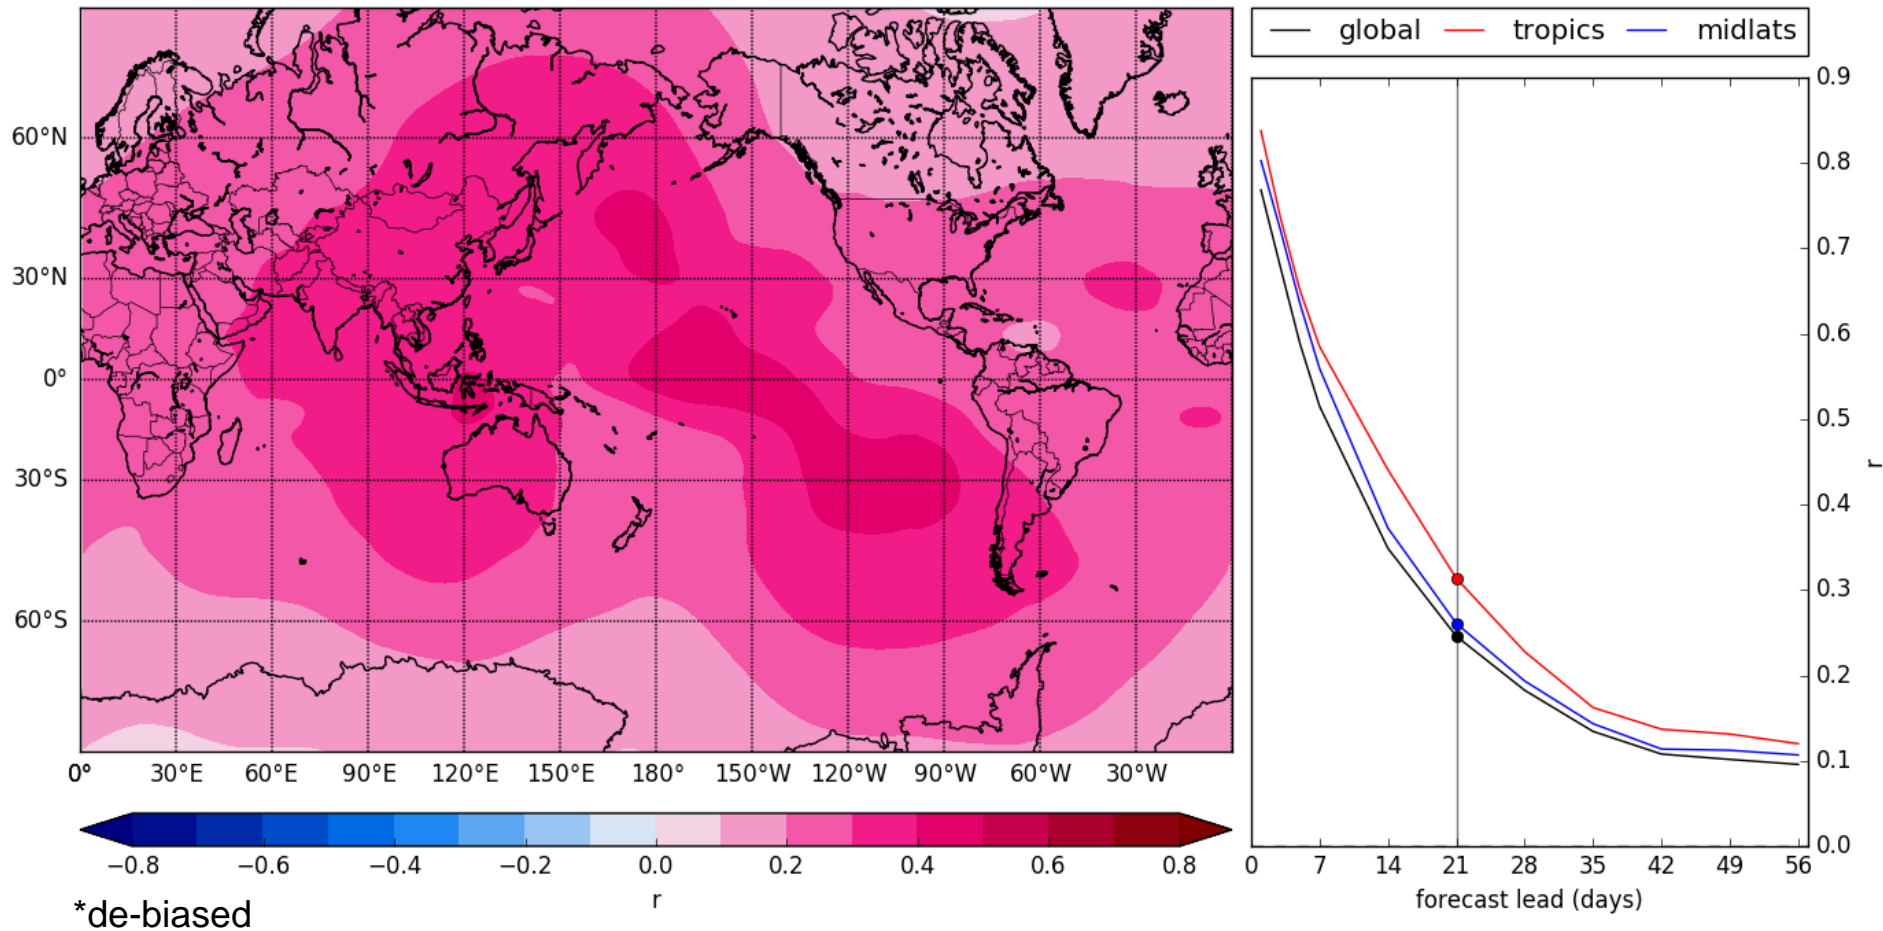 global tropics midlats
60°N
30°N
0°
30°S
60°S
0° 30°E 60°E 90°E 120°E 150°E 180° 150°W 120°W 90°W 60°W 30°W
−0.8 −0.6 −0.4 −0.2 0.0 0.2 0.4 0.6 0.8
r
*de-biased
0.9
0.8
0.7
0.6
0.5
0.4
0.3
0.2
0.1
0.0
r
0 7 14 21 28 35 42 49 56
forecast lead (days)